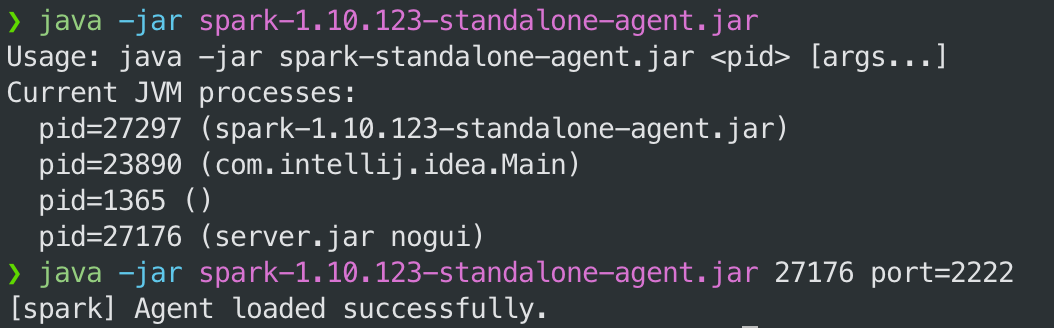 ❯ java -jar spark-1.10.123-standalone-agent.jar
Usage: java -jar spark-standalone-agent.jar <pid> [args...]
Current JVM processes:
  pid=27297 (spark-1.10.123-standalone-agent.jar)
  pid=23890 (com.intellij.idea.Main)
  pid=1365 ()
  pid=27176 (server.jar nogui)
❯ java -jar spark-1.10.123-standalone-agent.jar 27176 port=2222
[spark] Agent loaded successfully.